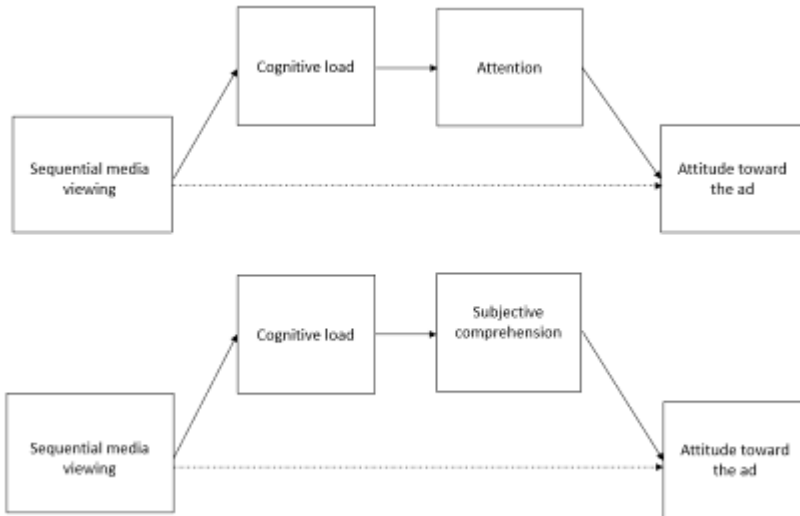 Cognitive load
Attention
Sequential media
viewing
Attitude toward
the ad
Cognitive load
Subjective
comprehension
Sequential media
viewing
Attitude toward
the ad